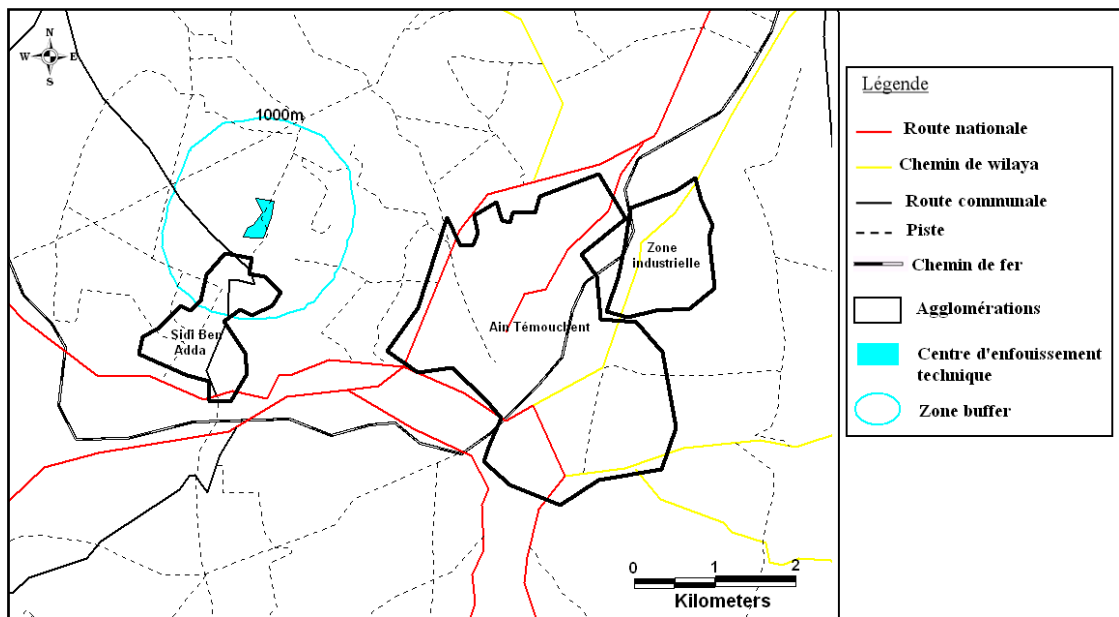 N
W E
S
1000m
Zone
industrielle
Ain Témouchent
Sidi Ben
Adda
0 1 2
Kilometers
Légende
Route nationale
Chemin de wilaya
Route communale
Piste
Chemin de fer
Agglomérations
Centre d'enfouissement
technique
Zone buffer